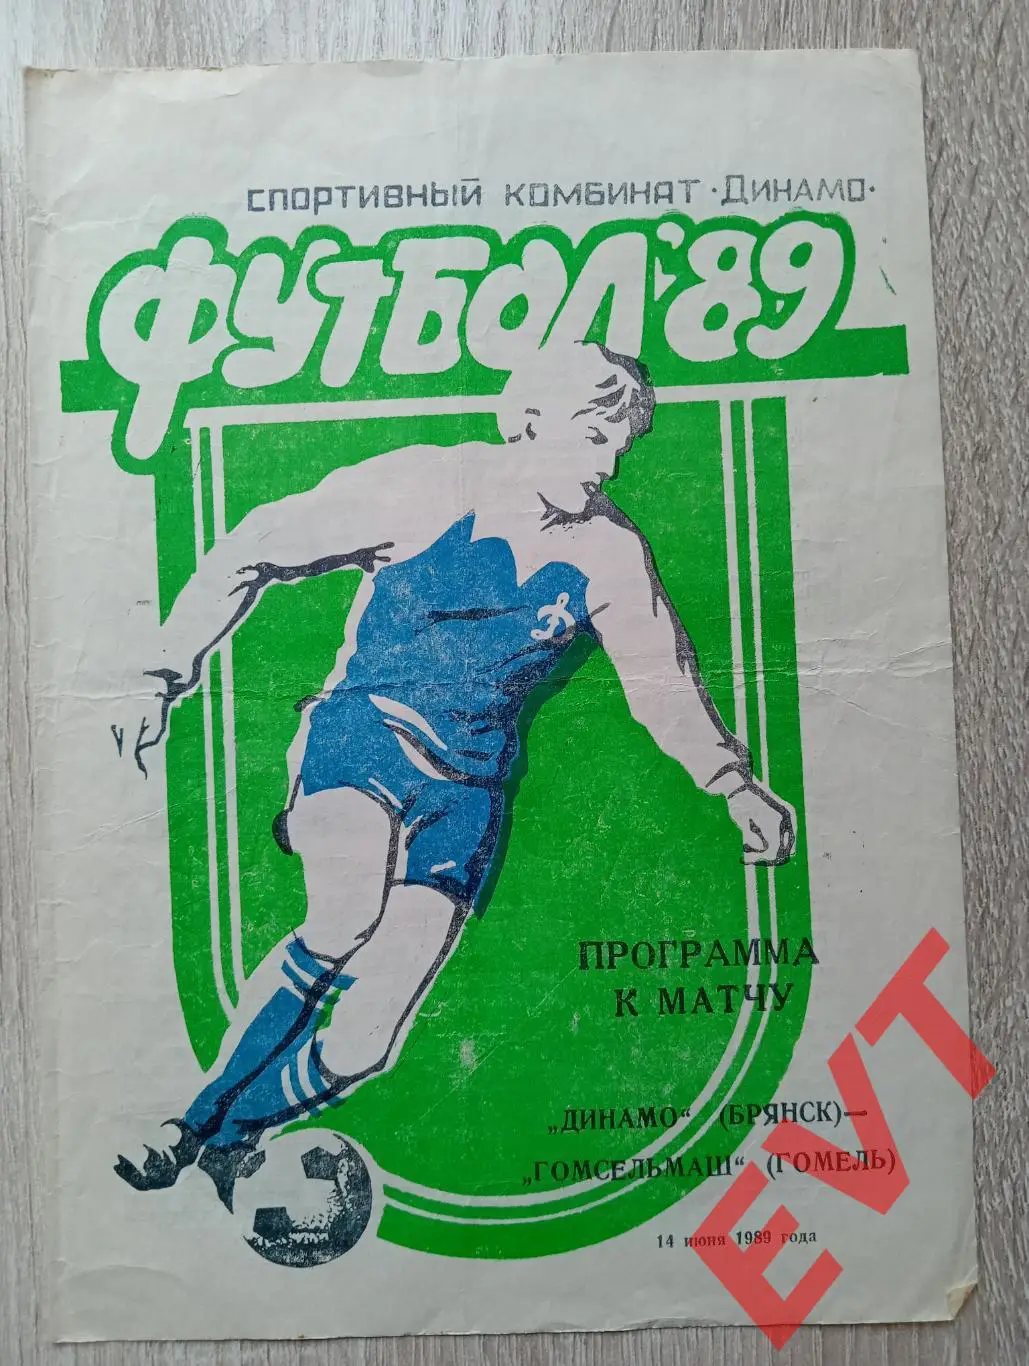 СПОРТИВНЫЙ КОМБИНАТ ·ДИНАМО·
ФУТБОЛ'89
Д
ПРОГРАММА
К МАТЧУ
„ДИНАМО“ (БРЯНСК)—
„ГОМСЕЛЬМАШ“ (ГОМЕЛЬ)
14 июня 1989 года
EVT